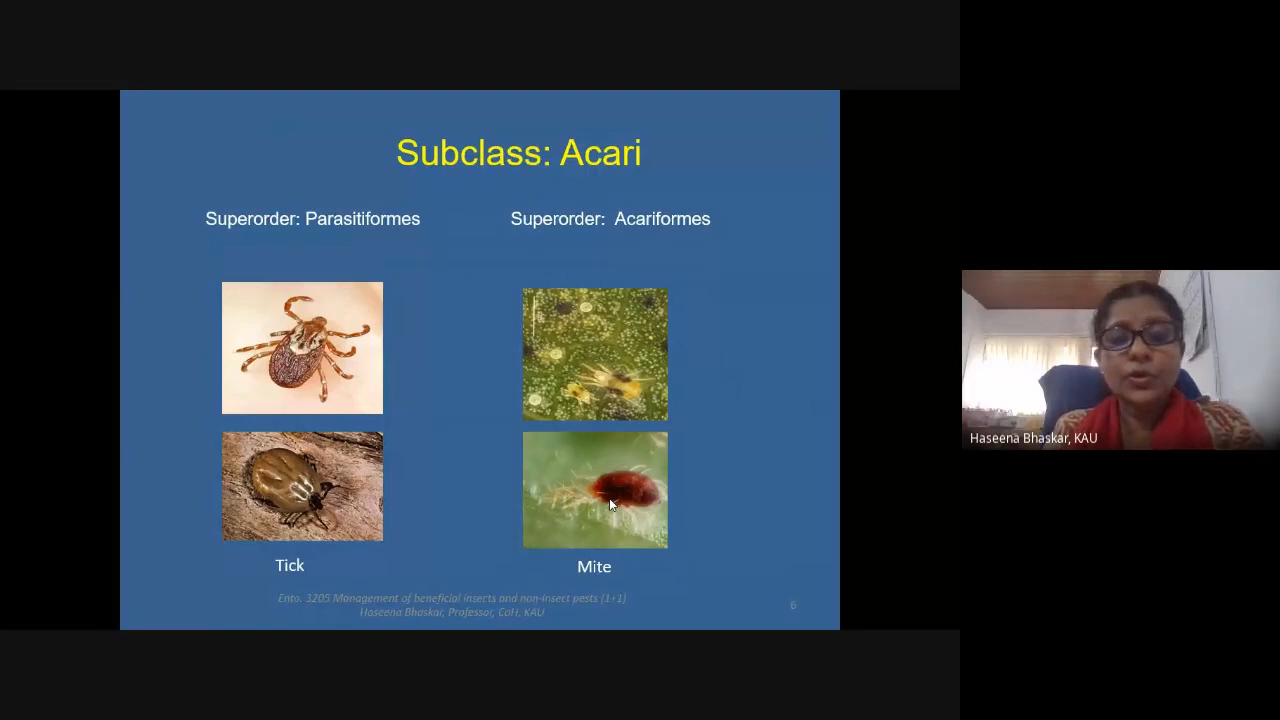 Subclass: Acari
Superorder: Parasitiformes
Superorder: Acariformes
Tick
Mite
Ento. 3205 Management of beneficial insects and non-insect pests (1+1)
Haseena Bhaskar, Professor, CoH, KAU
6
Haseena Bhaskar, KAU